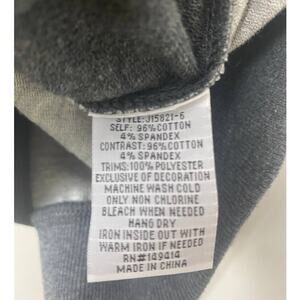 STYLE:J15821-6
SELF: 96%COTTON
4% SPANDEX
CONTRAST: 96%COTTON
4% SPANDEX
TRIMS:100%POLYESTER
EXCLUSIVE OF DECORATION
MACHINE WASH COLD
ONLY NON CHLORINE
BLEACH WHEN NEEDED
HANG DRY
IRON INSIDE OUT WITH
WARM IRON IF NEEDED
RN#149414
MADE IN CHINA